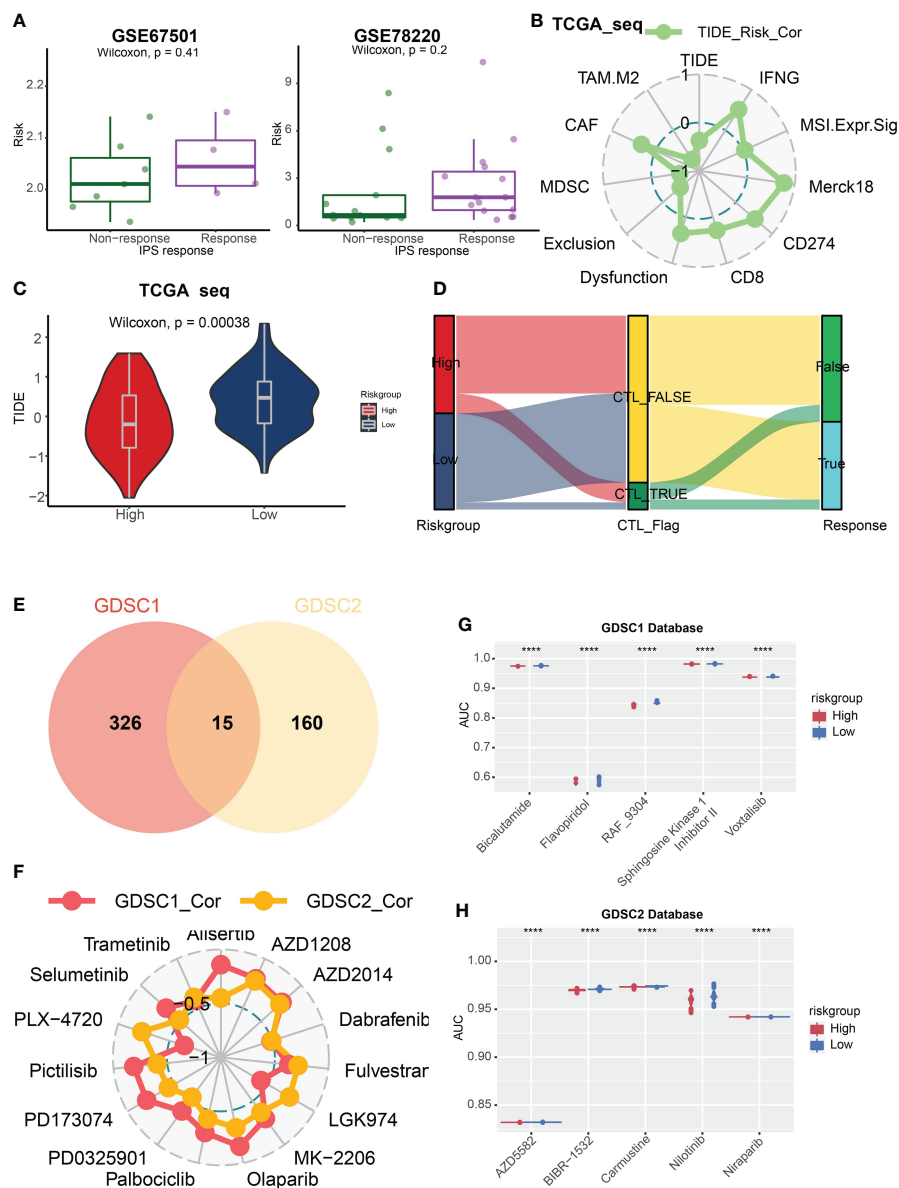 A
GSE67501
Wilcoxon, p = 0.41
Risk
2.2
2.1
2.0
Non−response
Response
IPS response
GSE78220
Wilcoxon, p = 0.2
Risk
9
6
3
0
Non−response
Response
IPS response
B
TCGA_seq
TIDE_Risk_Cor
TIDE
IFNG
MSI.Expr.Sig
Merck18
CD274
CD8
Dysfunction
Exclusion
MDSC
CAF
TAM.M2
1
0
−1
C
TCGA_seq
Wilcoxon, p = 0.00038
TIDE
2
1
0
−1
−2
High
Low
Riskgroup
High
Low
D
High
Low
CTL_FALSE
CTL_TRUE
False
True
Riskgroup
CTL_Flag
Response
E
GDSC1
GDSC2
326
15
160
F
GDSC1_Cor
GDSC2_Cor
Alisertib
AZD1208
AZD2014
Dabrafenib
Fulvestran
LGK974
MK−2206
Olaparib
Palbociclib
PD0325901
PD173074
Pictilisib
PLX−4720
Selumetinib
Trametinib
−0.5
−1
G
GDSC1 Database
**** **** **** **** ****
AUC
1.0
0.9
0.8
0.7
0.6
Bicalutamide
Flavopiridol
RAF_9304
Sphingosine Kinase 1
Inhibitor II
Voxtalisib
riskgroup
High
Low
H
GDSC2 Database
**** **** **** **** ****
AUC
1.00
0.95
0.90
0.85
AZD5582
BIBR−1532
Carmustine
Nilotinib
Niraparib
riskgroup
High
Low